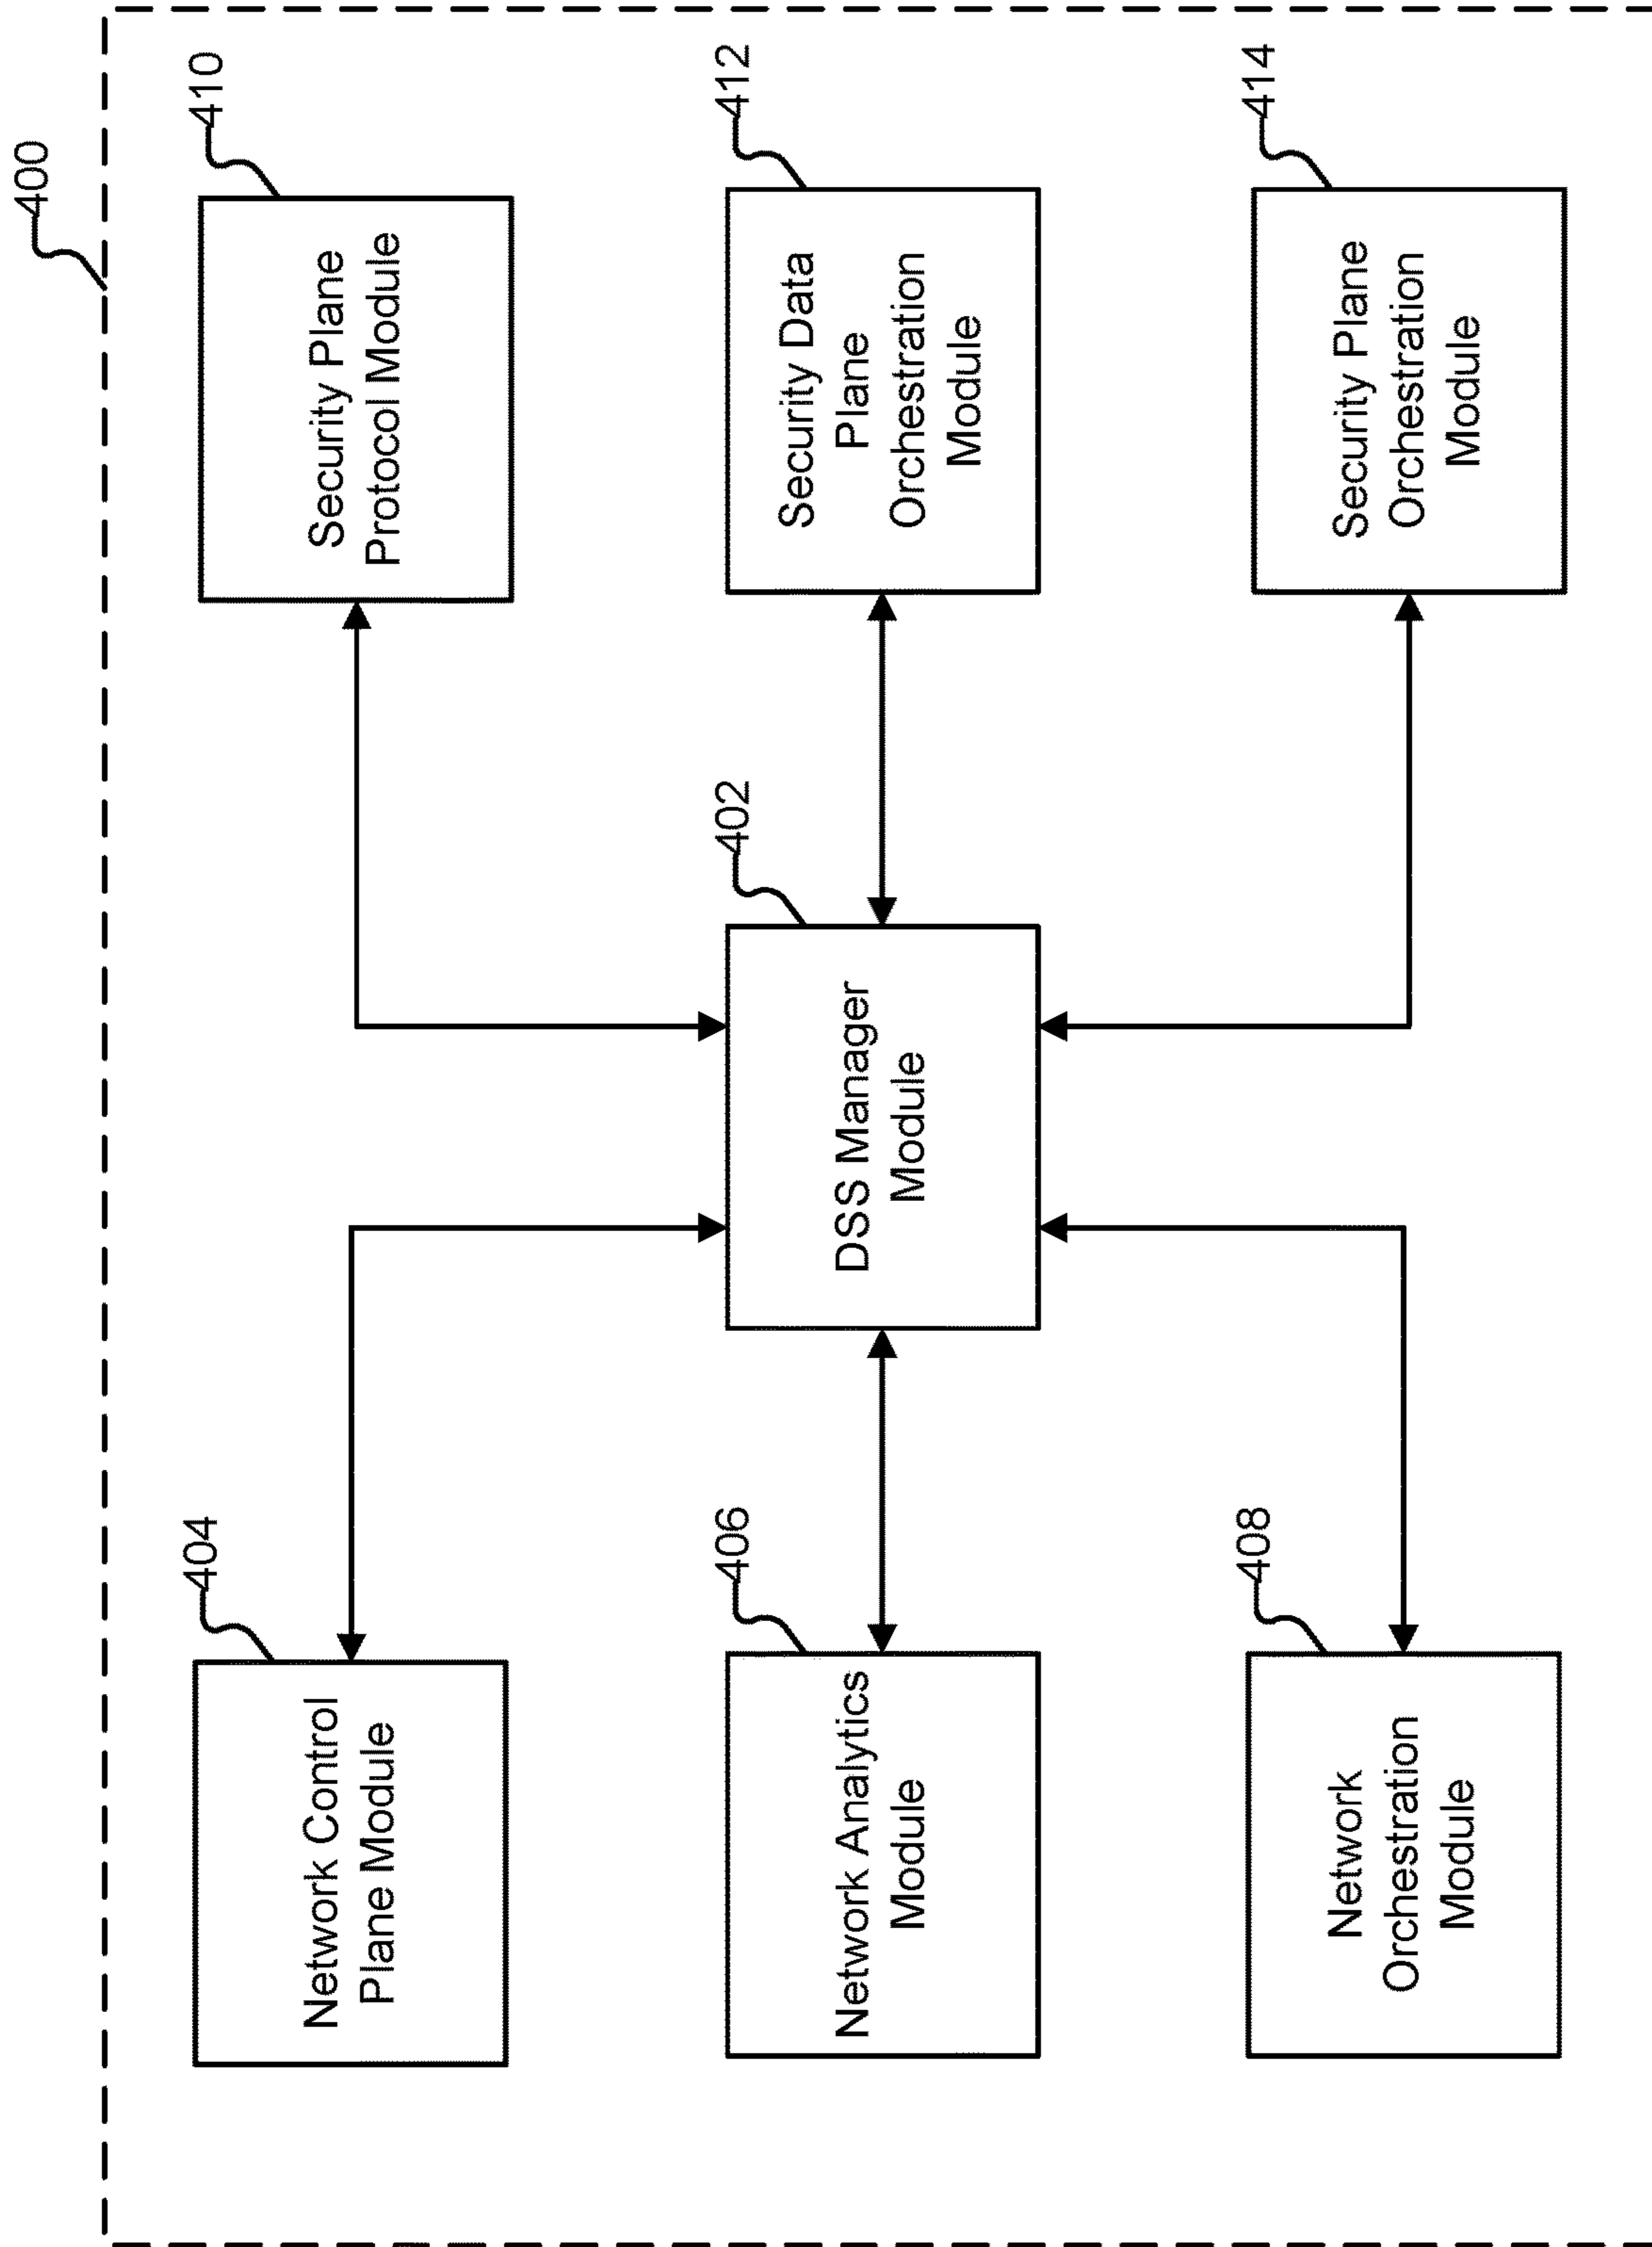 400
404
Network Control
Plane Module
406
Network Analytics
Module
408
Network
Orchestration
Module
402
DSS Manager
Module
410
Security Plane
Protocol Module
412
Security Data
Plane
Orchestration
Module
414
Security Plane
Orchestration
Module